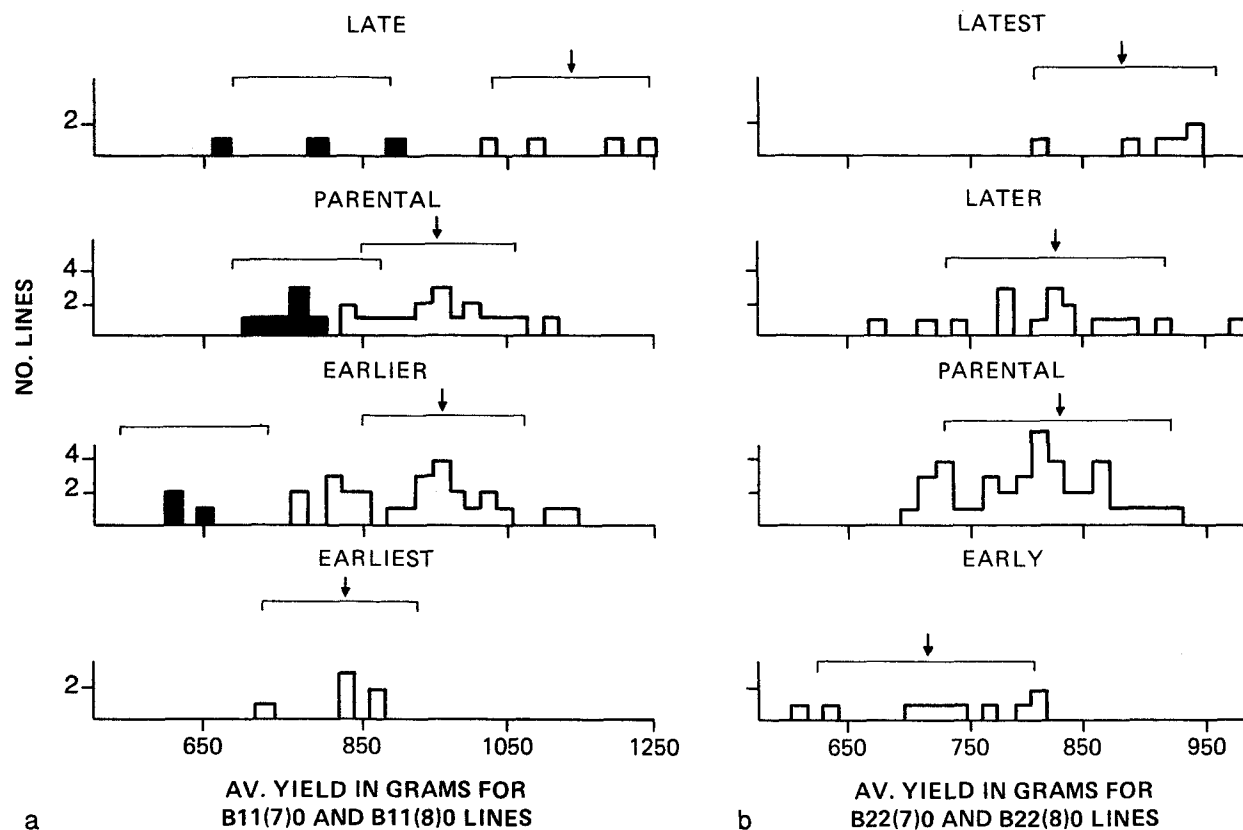 LATE
2
PARENTAL
4
2
EARLIER
4
2
EARLIEST
2
650 850 1050 1250
NO. LINES
AV. YIELD IN GRAMS FOR
B11(7)0 AND B11(8)0 LINES
a
LATEST
LATER
PARENTAL
EARLY
650 750 850 950
AV. YIELD IN GRAMS FOR
B22(7)0 AND B22(8)0 LINES
b